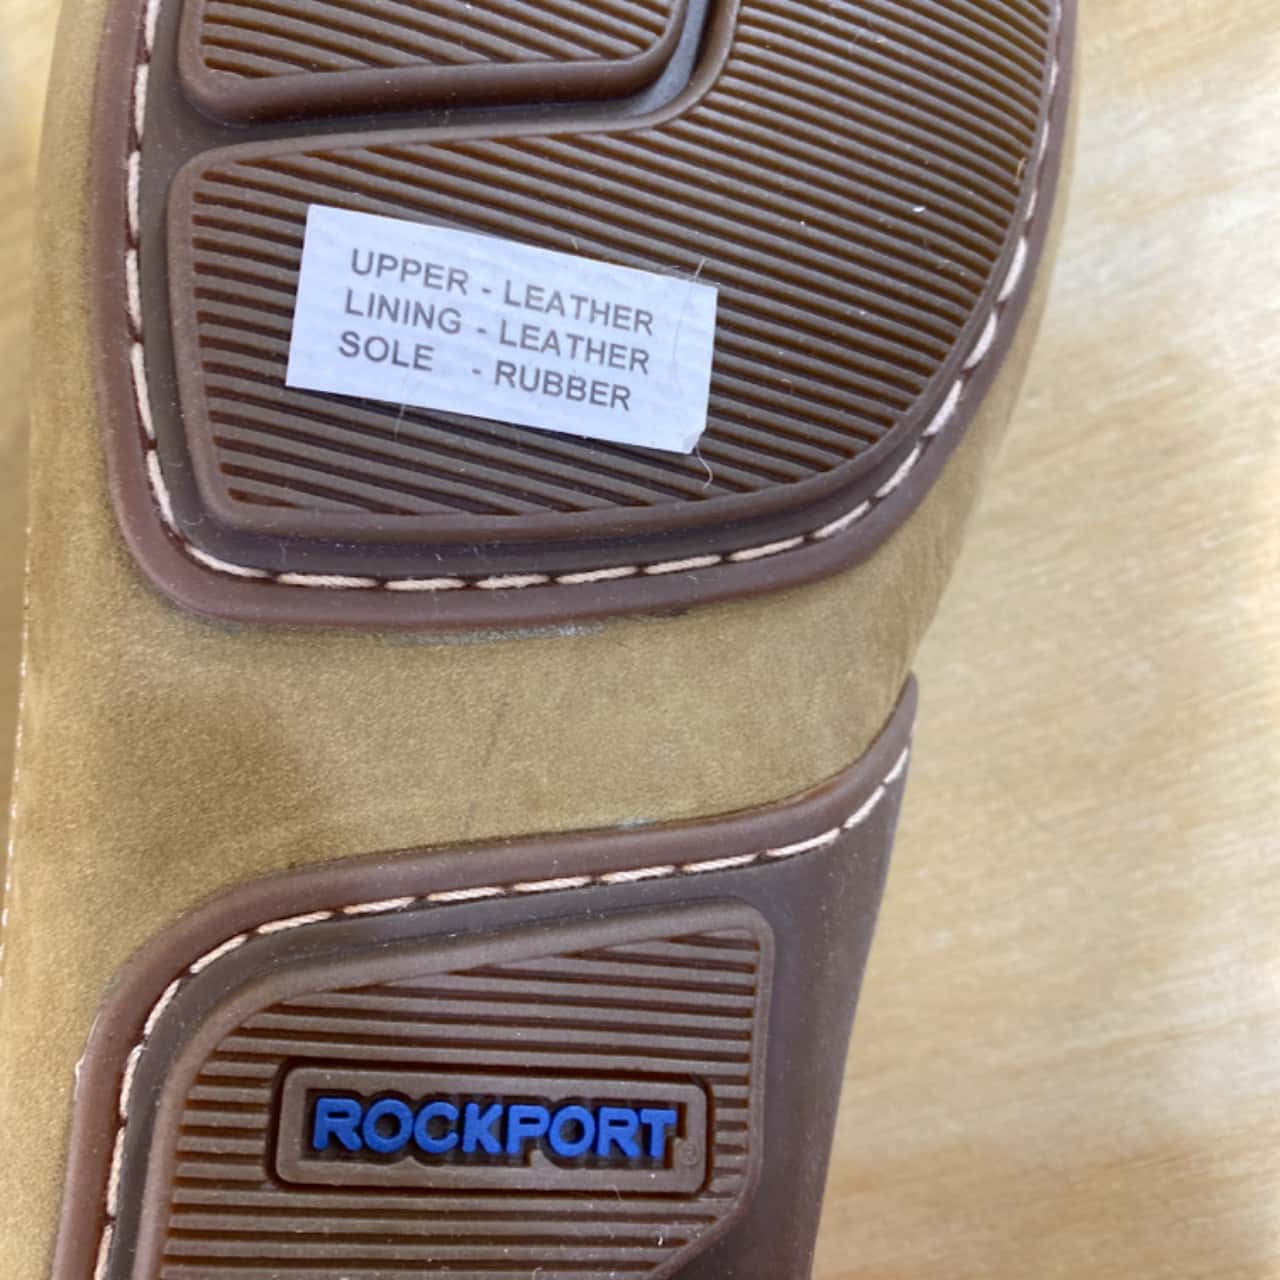 UPPER - LEATHER
LINING - LEATHER
SOLE - RUBBER
ROCKPORT